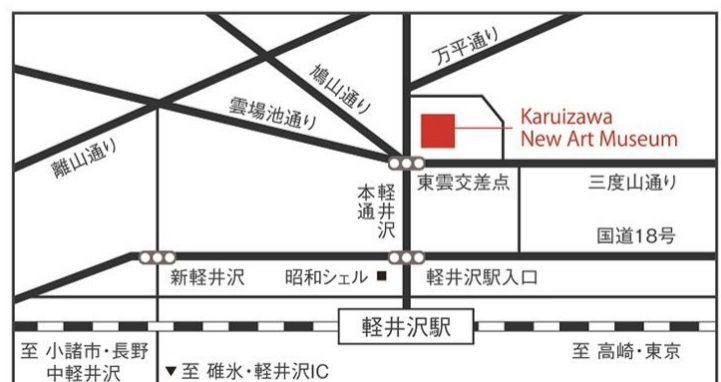 万平通り
鳩山通り
雲場池通り
離山通り
Karuizawa
New Art Museum
東雲交差点
三度山通り
軽井沢
本通
国道18号
新軽井沢
昭和シェル ■
軽井沢駅入口
軽井沢駅
至 小諸市・長野
中軽井沢
▼至 碓氷・軽井沢IC
至 高崎・東京